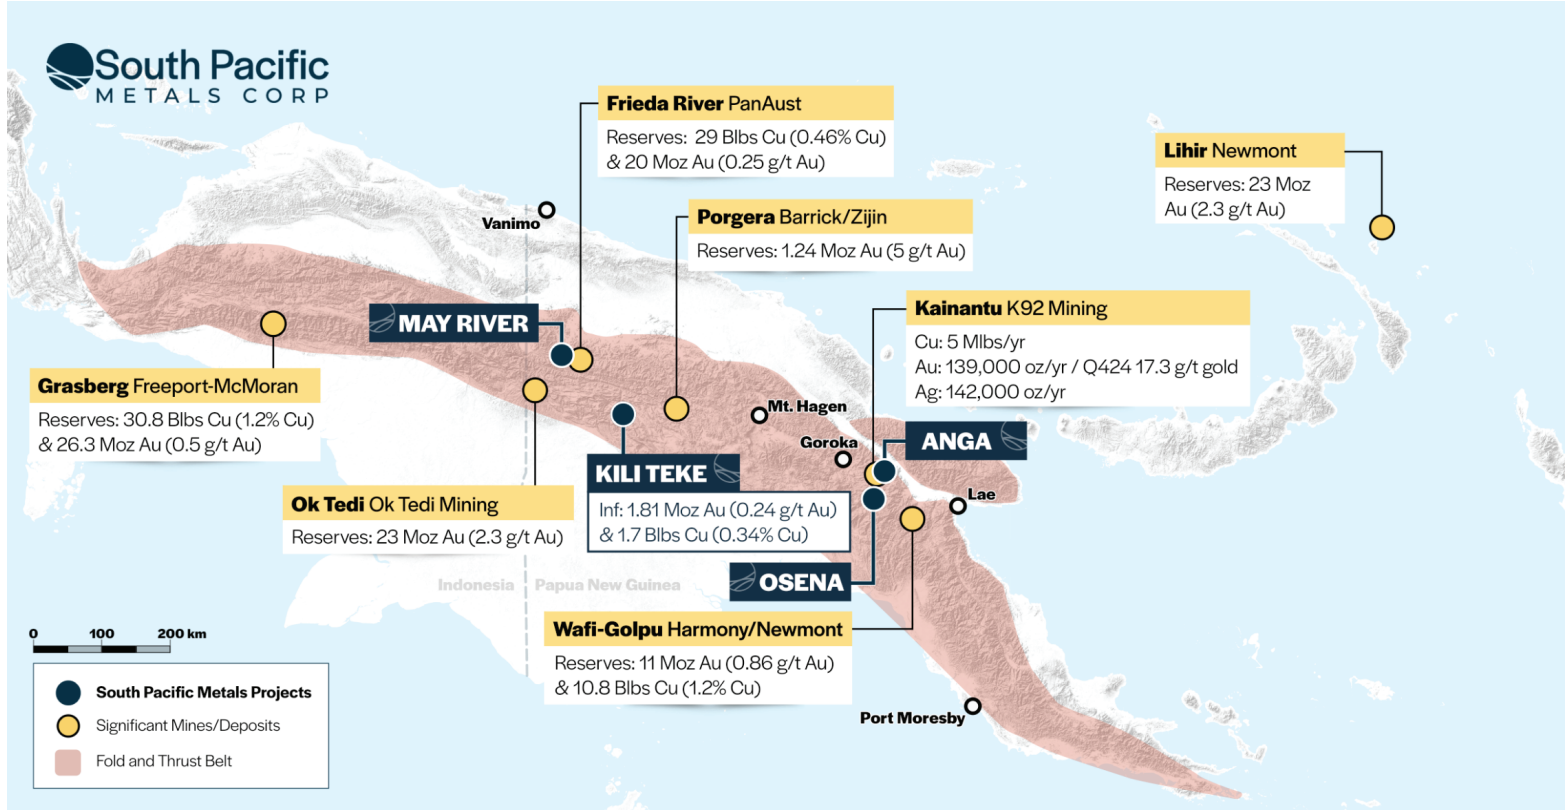 South Pacific
METALS CORP
Frieda River PanAust
Reserves: 29 Blbs Cu (0.46% Cu)
& 20 Moz Au (0.25 g/t Au)
Lihir Newmont
Reserves: 23 Moz
Au (2.3 g/t Au)
Vanimo
Porgera Barrick/Zijin
Reserves: 1.24 Moz Au (5 g/t Au)
MAY RIVER
Kainantu K92 Mining
Cu: 5 Mlbs/yr
Au: 139,000 oz/yr / Q424 17.3 g/t gold
Ag: 142,000 oz/yr
Grasberg Freeport-McMoran
Reserves: 30.8 Blbs Cu (1.2% Cu)
& 26.3 Moz Au (0.5 g/t Au)
Mt. Hagen
Goroka
ANGA
KILI TEKE
Inf: 1.81 Moz Au (0.24 g/t Au)
& 1.7 Blbs Cu (0.34% Cu)
Lae
Ok Tedi Ok Tedi Mining
Reserves: 23 Moz Au (2.3 g/t Au)
Indonesia
Papua New Guinea
OSENA
Wafi-Golpu Harmony/Newmont
Reserves: 11 Moz Au (0.86 g/t Au)
& 10.8 Blbs Cu (1.2% Cu)
Port Moresby
0 100 200 km
South Pacific Metals Projects
Significant Mines/Deposits
Fold and Thrust Belt